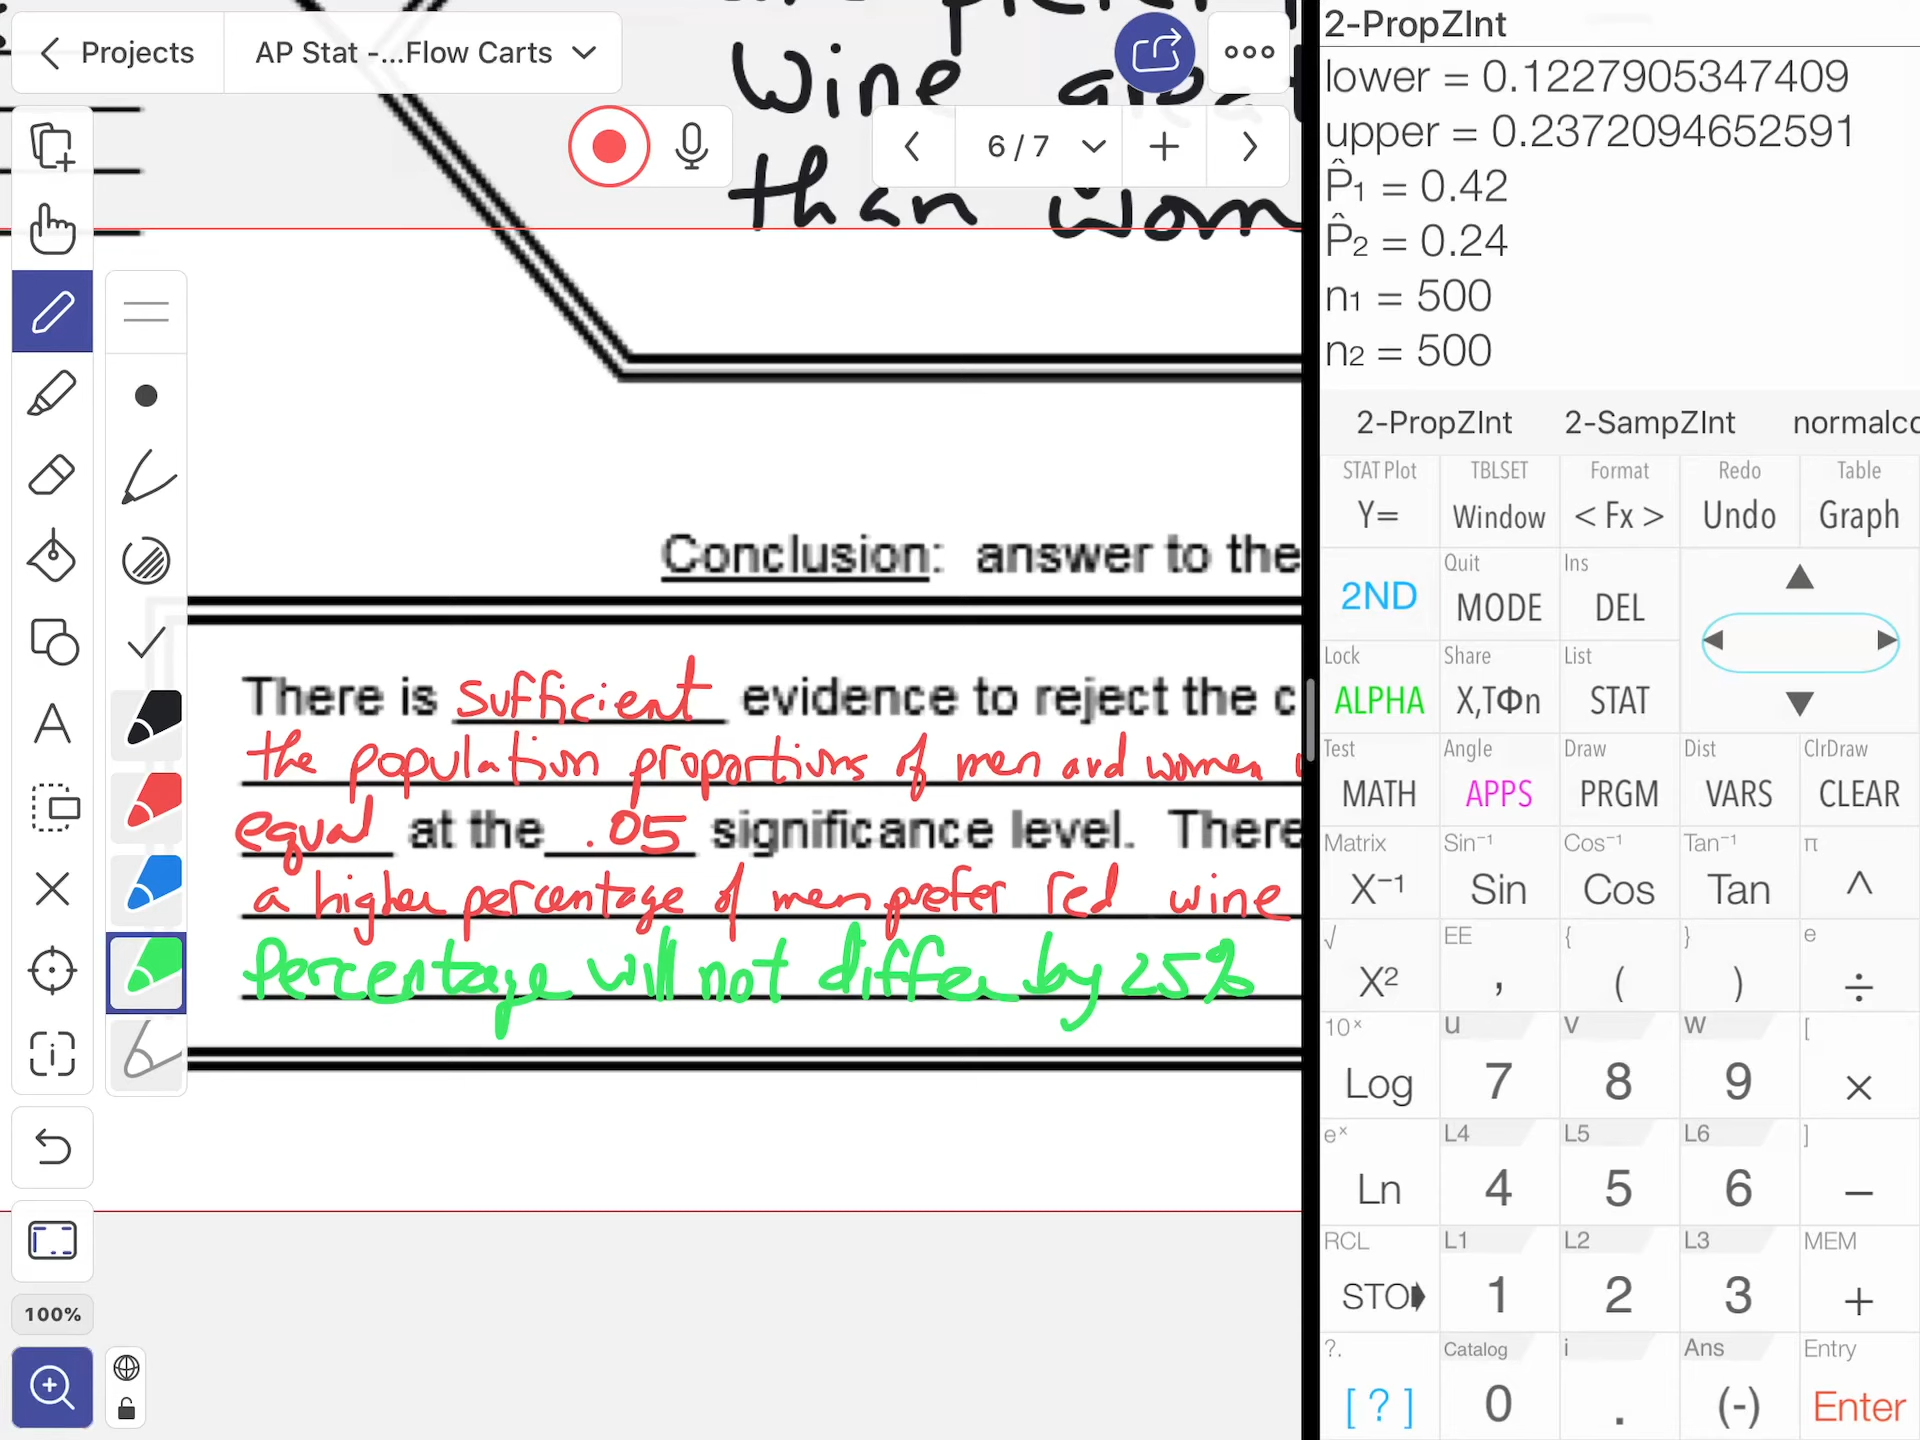 Projects
AP Stat -...Flow Carts
6 / 7
Wine
than wom
Conclusion: answer to the
There is sufficient evidence to reject the c
the population proportions of men and women
equal at the .05 significance level. There
a higher percentage of men prefer red wine
Percentage will not differ by 25%
100%
2-PropZInt
lower = 0.1227905347409
upper = 0.2372094652591
P̂1 = 0.42
P̂2 = 0.24
n1 = 500
n2 = 500
2-PropZInt 2-SampZInt normalcd
STAT Plot TBLSET Format Redo Table
Y= Window < Fx > Undo Graph
Quit Ins
2ND MODE DEL
Lock Share List
ALPHA X,TΦn STAT
Test Angle Draw Dist ClrDraw
MATH APPS PRGM VARS CLEAR
Matrix Sin⁻¹ Cos⁻¹ Tan⁻¹ π
X⁻¹ Sin Cos Tan ^
√ EE { } e
X² , ( ) ÷
10ˣ u v w [
Log 7 8 9 ×
eˣ L4 L5 L6 ]
Ln 4 5 6 −
RCL L1 L2 L3 MEM
STO 1 2 3 +
?. Catalog i Ans Entry
[ ? ] 0 . (-) Enter